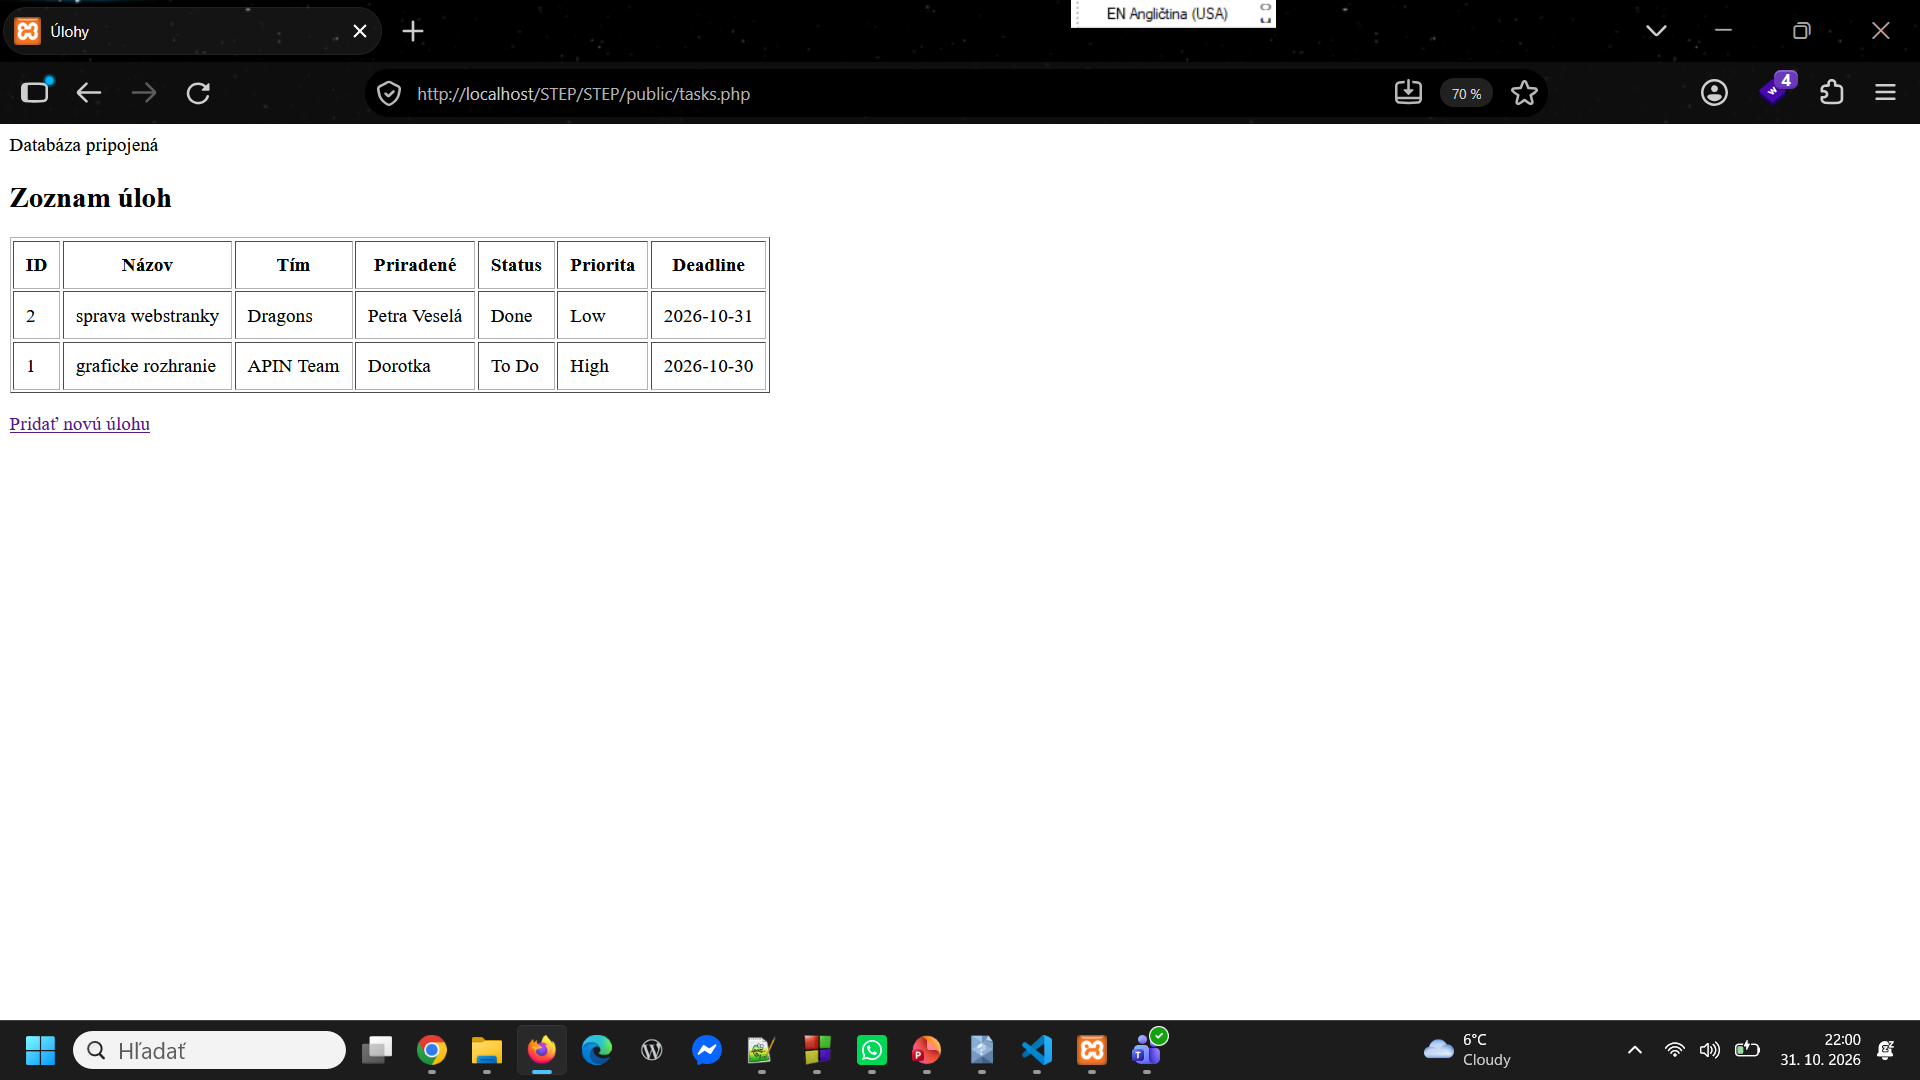 EN Angličtina (USA)
Úlohy
http://localhost/STEP/STEP/public/tasks.php
70 %
4
Databáza pripojená
Zoznam úloh
ID Názov Tím Priradené Status Priorita Deadline
2 sprava webstranky Dragons Petra Veselá Done Low 2026-10-31
1 graficke rozhranie APIN Team Dorotka To Do High 2026-10-30
Pridať novú úlohu
Hľadať
6°C
Cloudy
22:00
31. 10. 2026